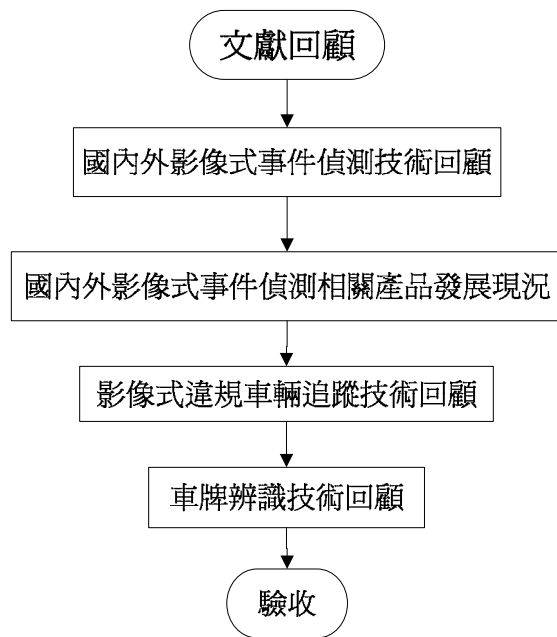 文獻回顧
國內外影像式事件偵測技術回顧
國內外影像式事件偵測相關產品發展現況
影像式違規車輛追蹤技術回顧
車牌辨識技術回顧
驗收